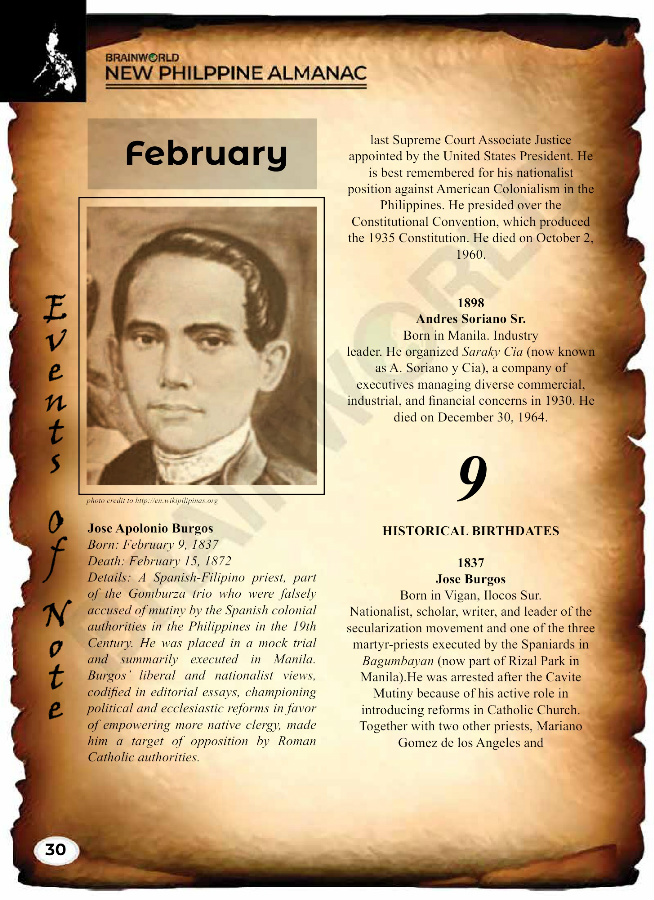 BRAINWORLD
NEW PHILPPINE ALMANAC
February
Events of Note
photo credit to http://en.wikipilipinas.org
Jose Apolonio Burgos
Born: February 9, 1837
Death: February 15, 1872
Details: A Spanish-Filipino priest, part
of the Gomburza trio who were falsely
accused of mutiny by the Spanish colonial
authorities in the Philippines in the 19th
Century. He was placed in a mock trial
and summarily executed in Manila.
Burgos' liberal and nationalist views,
codified in editorial essays, championing
political and ecclesiastic reforms in favor
of empowering more native clergy, made
him a target of opposition by Roman
Catholic authorities.
last Supreme Court Associate Justice
appointed by the United States President. He
is best remembered for his nationalist
position against American Colonialism in the
Philippines. He presided over the
Constitutional Convention, which produced
the 1935 Constitution. He died on October 2,
1960.
1898
Andres Soriano Sr.
Born in Manila. Industry
leader. He organized Saraky Cia (now known
as A. Soriano y Cia), a company of
executives managing diverse commercial,
industrial, and financial concerns in 1930. He
died on December 30, 1964.
9
HISTORICAL BIRTHDATES
1837
Jose Burgos
Born in Vigan, Ilocos Sur.
Nationalist, scholar, writer, and leader of the
secularization movement and one of the three
martyr-priests executed by the Spaniards in
Bagumbayan (now part of Rizal Park in
Manila).He was arrested after the Cavite
Mutiny because of his active role in
introducing reforms in Catholic Church.
Together with two other priests, Mariano
Gomez de los Angeles and
30
BRAINWORLD